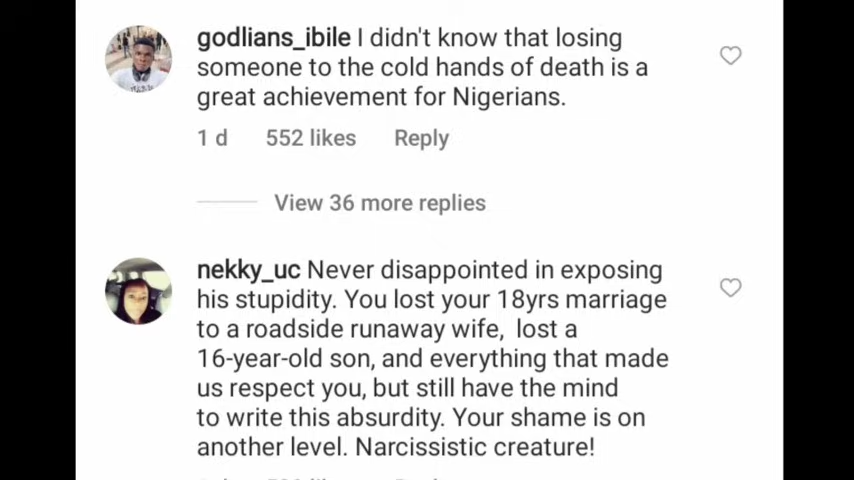 godlians_ibile I didn't know that losing
someone to the cold hands of death is a
great achievement for Nigerians.
1 d 552 likes Reply
View 36 more replies
nekky_uc Never disappointed in exposing
his stupidity. You lost your 18yrs marriage
to a roadside runaway wife, lost a
16-year-old son, and everything that made
us respect you, but still have the mind
to write this absurdity. Your shame is on
another level. Narcissistic creature!